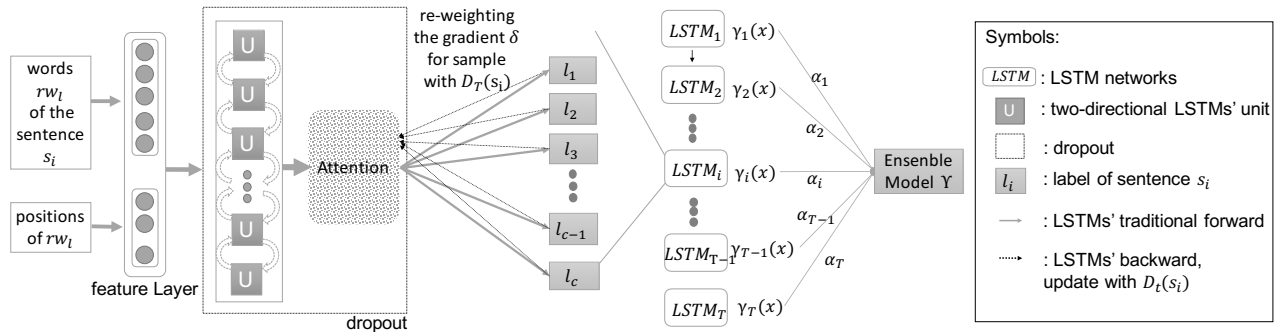 words
rw_l
of the
sentence
s_i
positions
of rw_l
feature Layer
U
U
U
U
U
Attention
dropout
re-weighting
the gradient δ
for sample
with D_T(s_i)
l_1
l_2
l_3
l_{c−1}
l_c
LSTM_1 γ_1(x)
LSTM_2 γ_2(x)
LSTM_i γ_i(x)
LSTM_{T-1} γ_{T−1}(x)
LSTM_T γ_T(x)
α_1
α_2
α_i
α_{T−1}
α_T
Ensemble
Model ϒ
Symbols:
LSTM : LSTM networks
U : two-directional LSTMs’ unit
: dropout
l_i : label of sentence s_i
: LSTMs’ traditional forward
: LSTMs’ backward,
update with D_t(s_i)